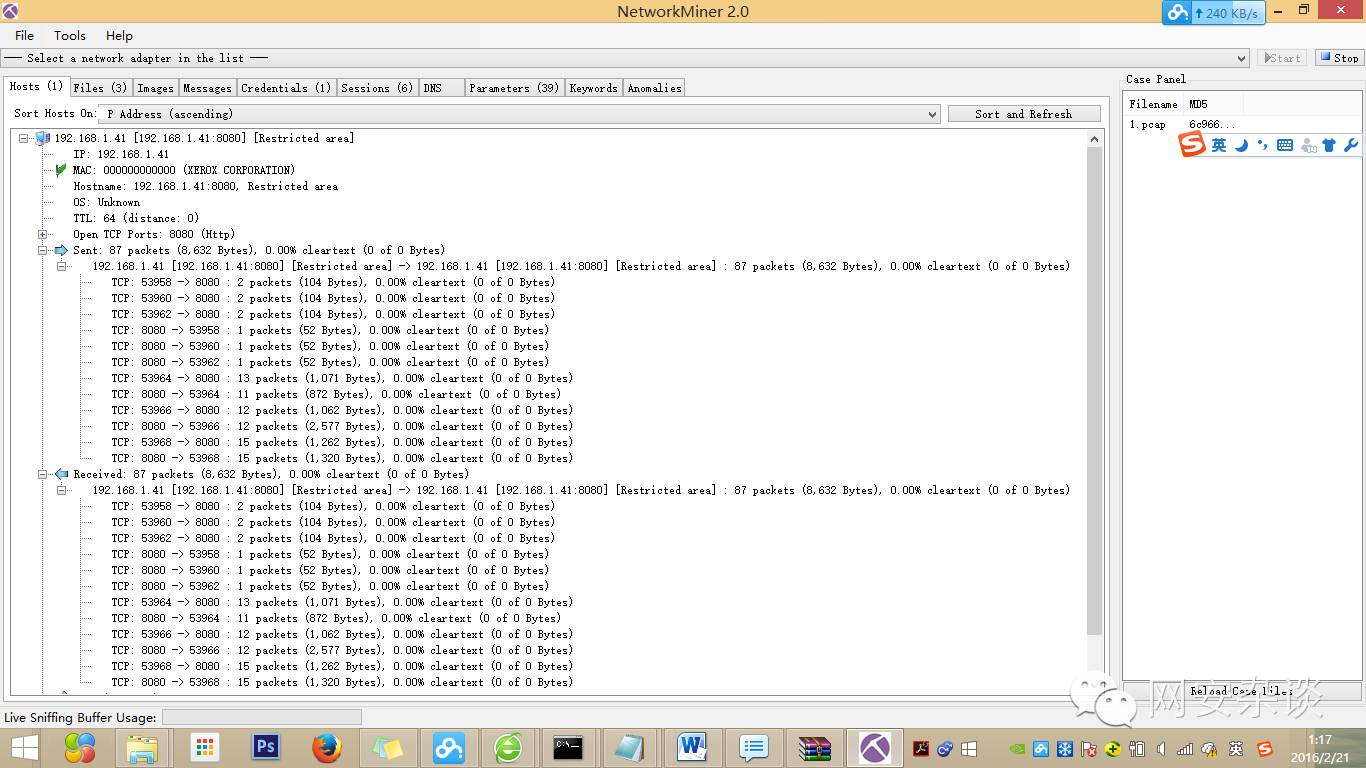 NetworkMiner 2.0
240 KB/s
File Tools Help
Select a network adapter in the list
Start
Stop
Hosts (1) Files (3) Images Messages Credentials (1) Sessions (6) DNS Parameters (39) Keywords Anomalies
Case Panel
Sort Hosts On: P Address (ascending)
Sort and Refresh
Filename MD5
1.pcap 6c966...
英
192.168.1.41 [192.168.1.41:8080] [Restricted area]
IP: 192.168.1.41
MAC: 000000000000 (XEROX CORPORATION)
Hostname: 192.168.1.41:8080, Restricted area
OS: Unknown
TTL: 64 (distance: 0)
Open TCP Ports: 8080 (Http)
Sent: 87 packets (8,632 Bytes), 0.00% cleartext (0 of 0 Bytes)
192.168.1.41 [192.168.1.41:8080] [Restricted area] -> 192.168.1.41 [192.168.1.41:8080] [Restricted area] : 87 packets (8,632 Bytes), 0.00% cleartext (0 of 0 Bytes)
TCP: 53958 -> 8080 : 2 packets (104 Bytes), 0.00% cleartext (0 of 0 Bytes)
TCP: 53960 -> 8080 : 2 packets (104 Bytes), 0.00% cleartext (0 of 0 Bytes)
TCP: 53962 -> 8080 : 2 packets (104 Bytes), 0.00% cleartext (0 of 0 Bytes)
TCP: 8080 -> 53958 : 1 packets (52 Bytes), 0.00% cleartext (0 of 0 Bytes)
TCP: 8080 -> 53960 : 1 packets (52 Bytes), 0.00% cleartext (0 of 0 Bytes)
TCP: 8080 -> 53962 : 1 packets (52 Bytes), 0.00% cleartext (0 of 0 Bytes)
TCP: 53964 -> 8080 : 13 packets (1,071 Bytes), 0.00% cleartext (0 of 0 Bytes)
TCP: 8080 -> 53964 : 11 packets (872 Bytes), 0.00% cleartext (0 of 0 Bytes)
TCP: 53966 -> 8080 : 12 packets (1,062 Bytes), 0.00% cleartext (0 of 0 Bytes)
TCP: 8080 -> 53966 : 12 packets (2,577 Bytes), 0.00% cleartext (0 of 0 Bytes)
TCP: 53968 -> 8080 : 15 packets (1,262 Bytes), 0.00% cleartext (0 of 0 Bytes)
TCP: 8080 -> 53968 : 15 packets (1,320 Bytes), 0.00% cleartext (0 of 0 Bytes)
Received: 87 packets (8,632 Bytes), 0.00% cleartext (0 of 0 Bytes)
192.168.1.41 [192.168.1.41:8080] [Restricted area] -> 192.168.1.41 [192.168.1.41:8080] [Restricted area] : 87 packets (8,632 Bytes), 0.00% cleartext (0 of 0 Bytes)
TCP: 53958 -> 8080 : 2 packets (104 Bytes), 0.00% cleartext (0 of 0 Bytes)
TCP: 53960 -> 8080 : 2 packets (104 Bytes), 0.00% cleartext (0 of 0 Bytes)
TCP: 53962 -> 8080 : 2 packets (104 Bytes), 0.00% cleartext (0 of 0 Bytes)
TCP: 8080 -> 53958 : 1 packets (52 Bytes), 0.00% cleartext (0 of 0 Bytes)
TCP: 8080 -> 53960 : 1 packets (52 Bytes), 0.00% cleartext (0 of 0 Bytes)
TCP: 8080 -> 53962 : 1 packets (52 Bytes), 0.00% cleartext (0 of 0 Bytes)
TCP: 53964 -> 8080 : 13 packets (1,071 Bytes), 0.00% cleartext (0 of 0 Bytes)
TCP: 8080 -> 53964 : 11 packets (872 Bytes), 0.00% cleartext (0 of 0 Bytes)
TCP: 53966 -> 8080 : 12 packets (1,062 Bytes), 0.00% cleartext (0 of 0 Bytes)
TCP: 8080 -> 53966 : 12 packets (2,577 Bytes), 0.00% cleartext (0 of 0 Bytes)
TCP: 53968 -> 8080 : 15 packets (1,262 Bytes), 0.00% cleartext (0 of 0 Bytes)
TCP: 8080 -> 53968 : 15 packets (1,320 Bytes), 0.00% cleartext (0 of 0 Bytes)
Reload Case Files
网安杂谈
Live Sniffing Buffer Usage:
Ps
英
1:17
2016/2/21